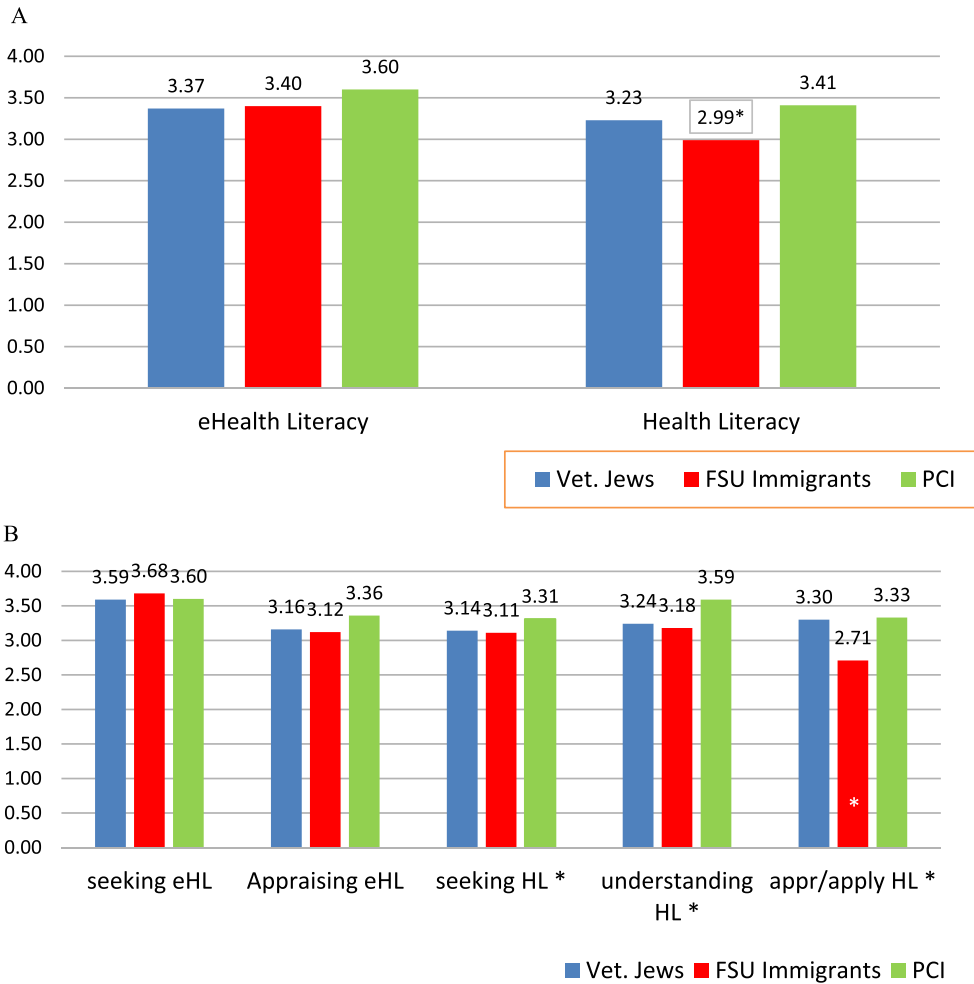 A
4.00
3.50
3.00
2.50
2.00
1.50
1.00
0.50
0.00
3.37 3.40 3.60 3.23 2.99* 3.41
eHealth Literacy Health Literacy
Vet. Jews FSU Immigrants PCI
B
4.00
3.50
3.00
2.50
2.00
1.50
1.00
0.50
0.00
3.59 3.68 3.60 3.16 3.12 3.36 3.14 3.11 3.31 3.24 3.18 3.59 3.30 2.71 3.33
*
seeking eHL Appraising eHL seeking HL * understanding appr/apply HL *
HL *
Vet. Jews FSU Immigrants PCI